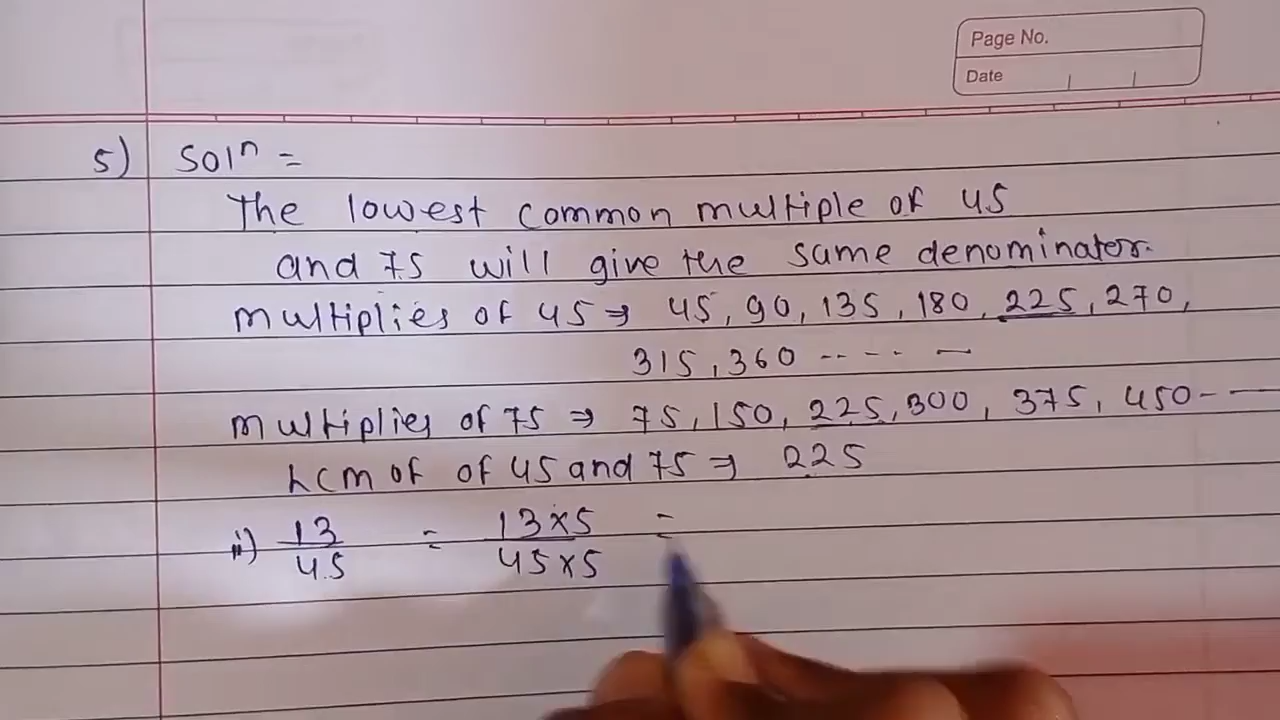 Page No.
Date
5) Solⁿ =
The lowest common multiple of 45
and 75 will give the same denominator.
multiplies of 45 ⇒ 45, 90, 135, 180, 225, 270,
315, 360 ---- —
multiplies of 75 ⇒ 75, 150, 225, 300, 375, 450-- —
LCM of of 45 and 75 ⇒ 225
ii) 13/45 = 13×5/45×5 =